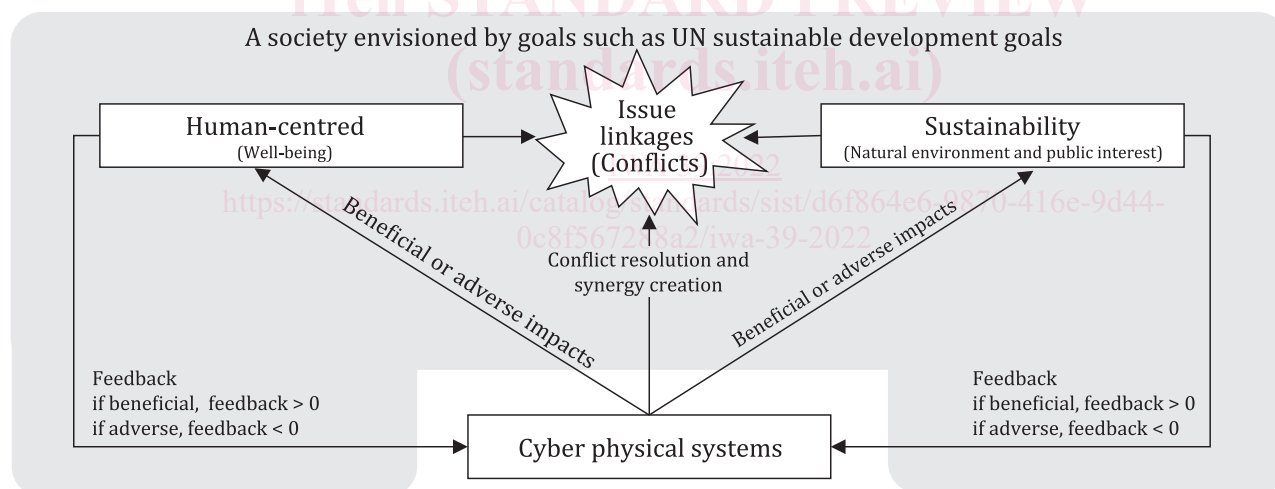 iTeh STANDARD PREVIEW
A society envisioned by goals such as UN sustainable development goals
(standards.iteh.ai)
Human-centred
(Well-being)
Issue
linkages
(Conflicts)
Sustainability
(Natural environment and public interest)
2022
https://standards.iteh.ai/catalog/standards/sist/d6f864e6-9870-416e-9d44-
0c8f567288a2/iwa-39-2022
Beneficial or adverse impacts
Conflict resolution and
synergy creation
Beneficial or adverse impacts
Feedback
if beneficial, feedback > 0
if adverse, feedback < 0
Feedback
if beneficial, feedback > 0
if adverse, feedback < 0
Cyber physical systems